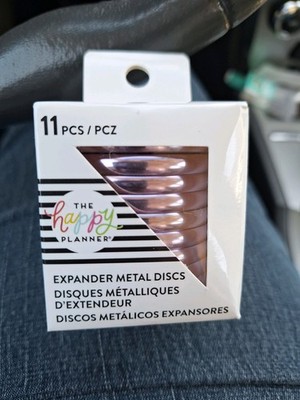 11 PCS / PCZ
THE
happy
PLANNER®
EXPANDER METAL DISCS
DISQUES MÉTALLIQUES
D'EXTENDEUR
DISCOS METÁLICOS EXPANSORES